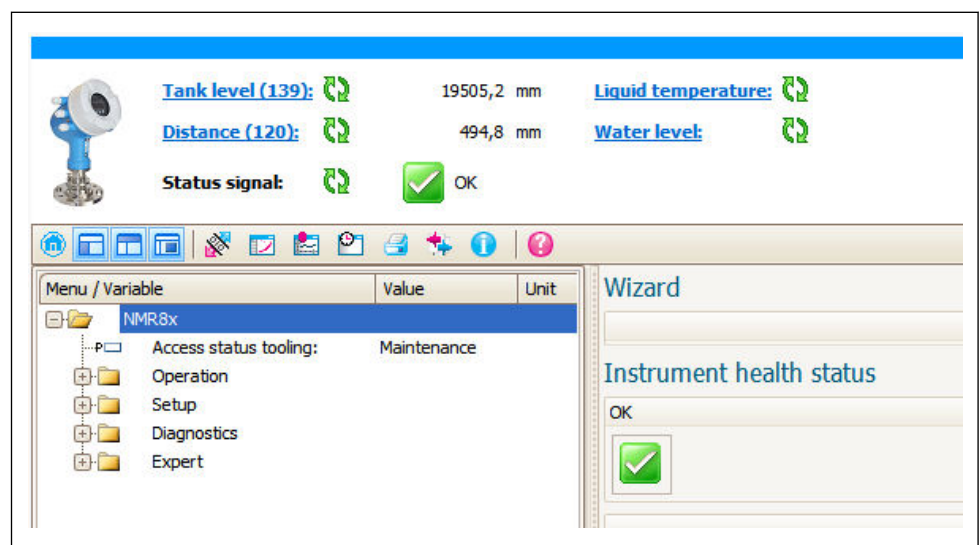 Tank level (139): 19505,2 mm Liquid temperature:
Distance (120): 494,8 mm Water level:
Status signal: OK
Menu / Variable Value Unit
NMR8x
Access status tooling: Maintenance
Operation
Setup
Diagnostics
Expert
Wizard
Instrument health status
OK